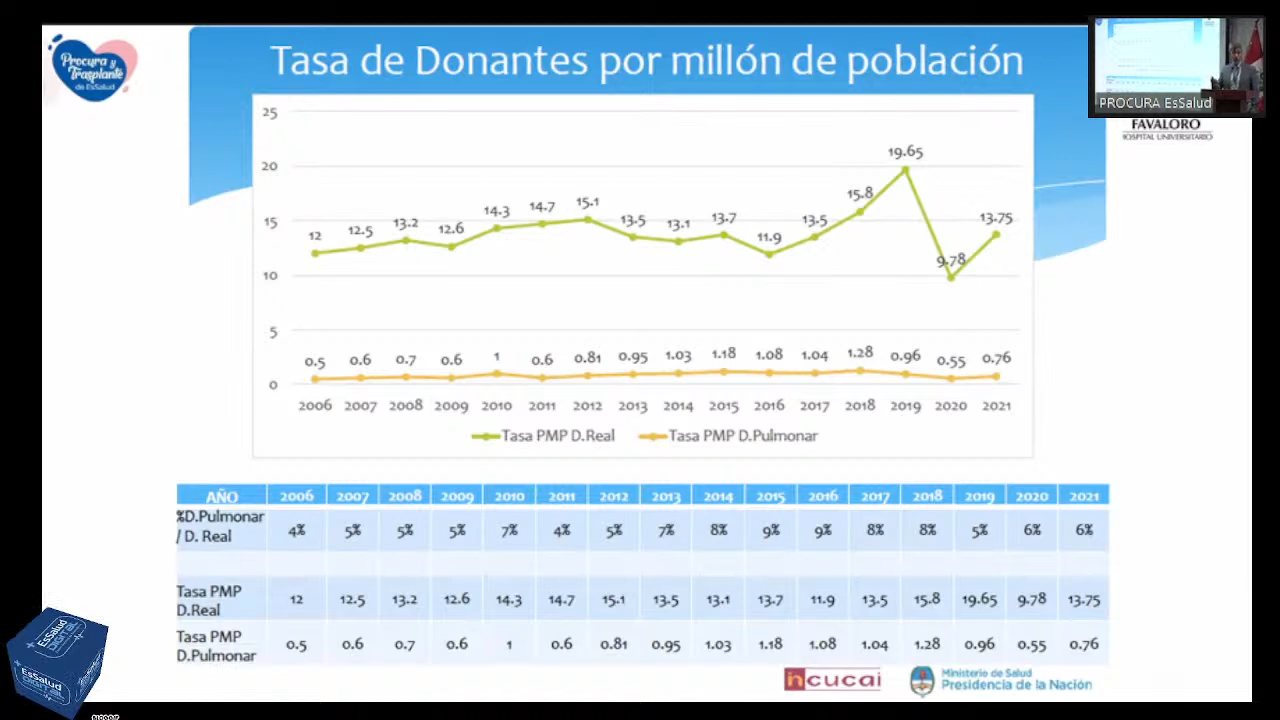 Procura y
Trasplante
de EsSalud
Tasa de Donantes por millón de población
PROCURA EsSalud
FAVALORO
HOSPITAL UNIVERSITARIO
25
20
15
10
5
0
12 12.5 13.2 12.6 14.3 14.7 15.1 13.5 13.1 13.7 11.9 13.5 15.8 19.65 9.78 13.75
0.5 0.6 0.7 0.6 1 0.6 0.81 0.95 1.03 1.18 1.08 1.04 1.28 0.96 0.55 0.76
2006 2007 2008 2009 2010 2011 2012 2013 2014 2015 2016 2017 2018 2019 2020 2021
Tasa PMP D.Real Tasa PMP D.Pulmonar
AÑO 2006 2007 2008 2009 2010 2011 2012 2013 2014 2015 2016 2017 2018 2019 2020 2021
%D.Pulmonar
/ D. Real 4% 5% 5% 5% 7% 4% 5% 7% 8% 9% 9% 8% 8% 5% 6% 6%
Tasa PMP
D.Real 12 12.5 13.2 12.6 14.3 14.7 15.1 13.5 13.1 13.7 11.9 13.5 15.8 19.65 9.78 13.75
Tasa PMP
D.Pulmonar 0.5 0.6 0.7 0.6 1 0.6 0.81 0.95 1.03 1.18 1.08 1.04 1.28 0.96 0.55 0.76
EsSalud
DIGITAL
EsSalud
DIGITAL
incucai
Ministerio de Salud
Presidencia de la Nación